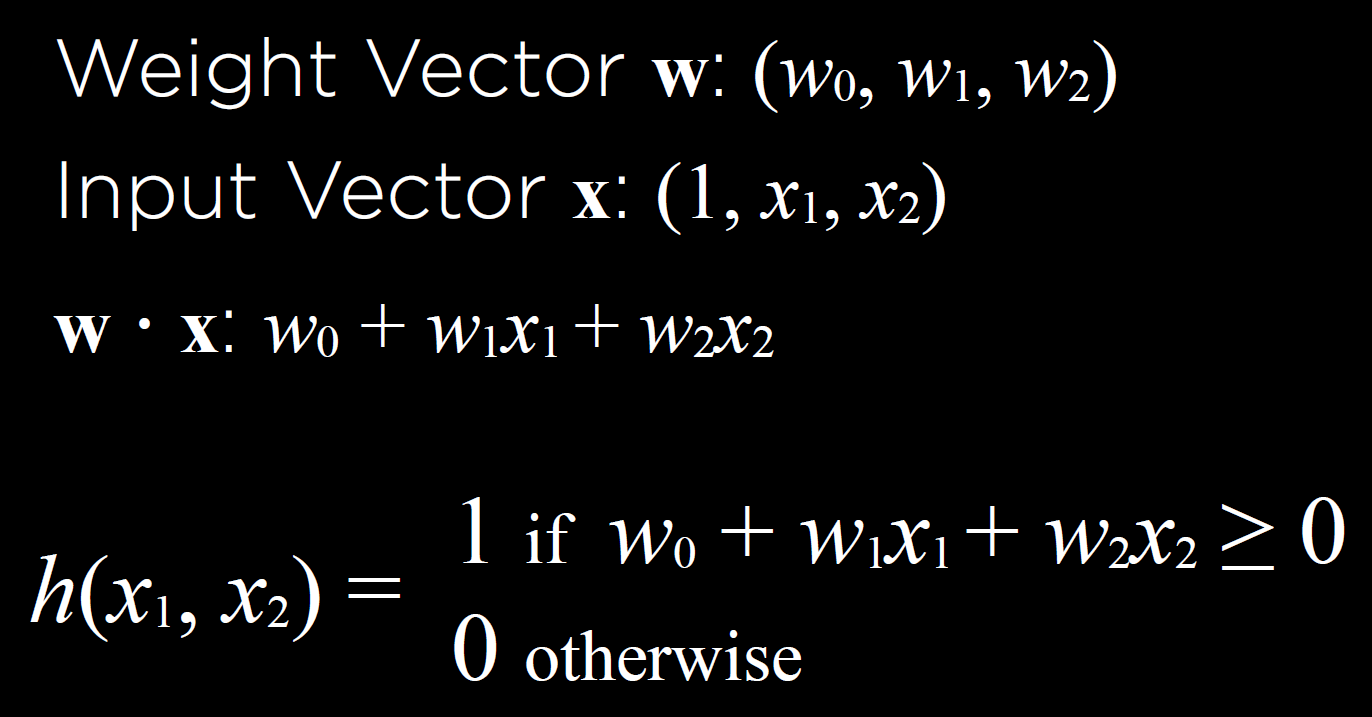 Weight Vector w: (w₀, w₁, w₂)
Input Vector x: (1, x₁, x₂)
w · x: w₀ + w₁x₁ + w₂x₂
h(x₁, x₂) =
1 if w₀ + w₁x₁ + w₂x₂ ≥ 0
0 otherwise